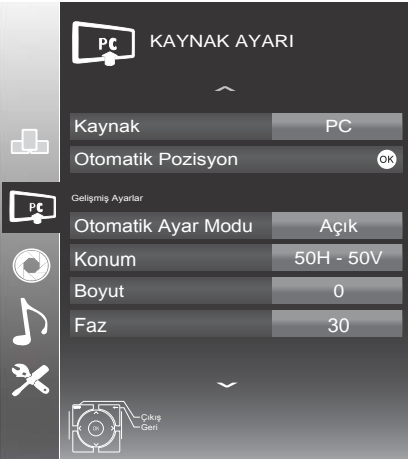 PC KAYNAK AYARI
Kaynak PC
Otomatik Pozisyon OK
PC
Gelişmiş Ayarlar
Otomatik Ayar Modu Açık
Konum 50H - 50V
Boyut 0
Faz 30
Çıkış
OK Geri